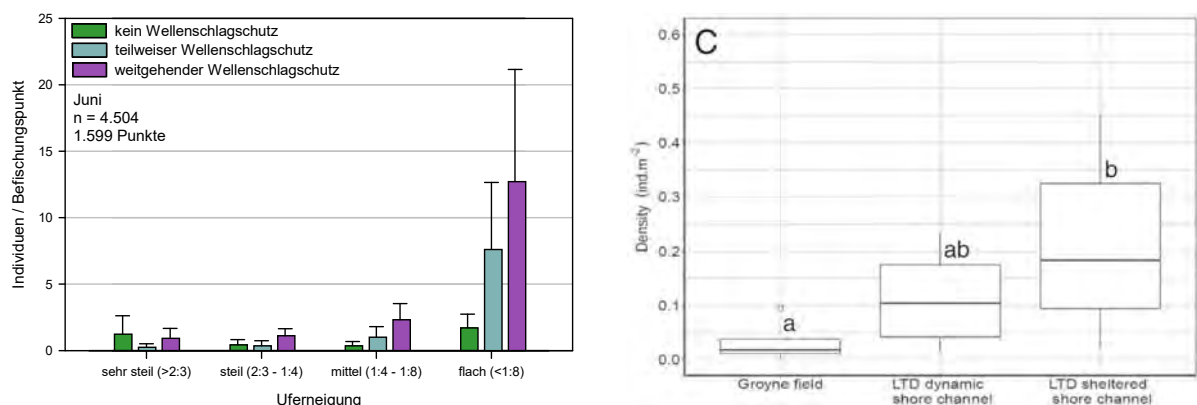 25
20
15
10
5
0
Individuen / Befischungspunkt
kein Wellenschlagschutz
teilweiser Wellenschlagschutz
weitgehender Wellenschlagschutz
Juni
n = 4.504
1.599 Punkte
sehr steil (>2:3)
steil (2:3 - 1:4)
mittel (1:4 - 1:8)
flach (<1:8)
Uferneigung
C
0.6
0.5
0.4
0.3
0.2
0.1
0.0
Density (ind.m⁻²)
a
ab
b
Groyne field
LTD dynamic
shore channel
LTD sheltered
shore channel